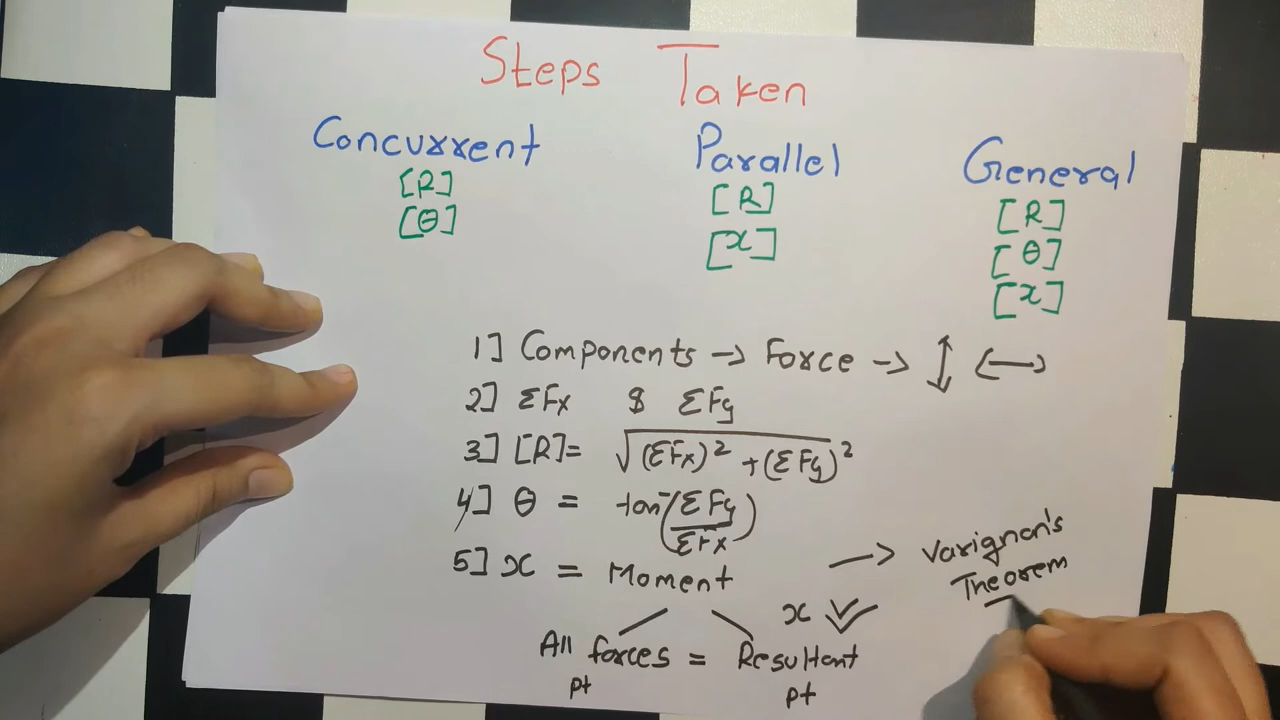 Steps Taken
Concurrent
[R]
[θ]
Parallel
[R]
[x]
General
[R]
[θ]
[x]
1] Components → Force → ↕ ↔
2] ΣFx & ΣFy
3] [R] = √(ΣFx)² + (ΣFy)²
4] θ = tan⁻(ΣFy/ΣFx)
5] x = Moment → Varignon's Theorem
x ✓✓
All forces = Resultant
pt pt